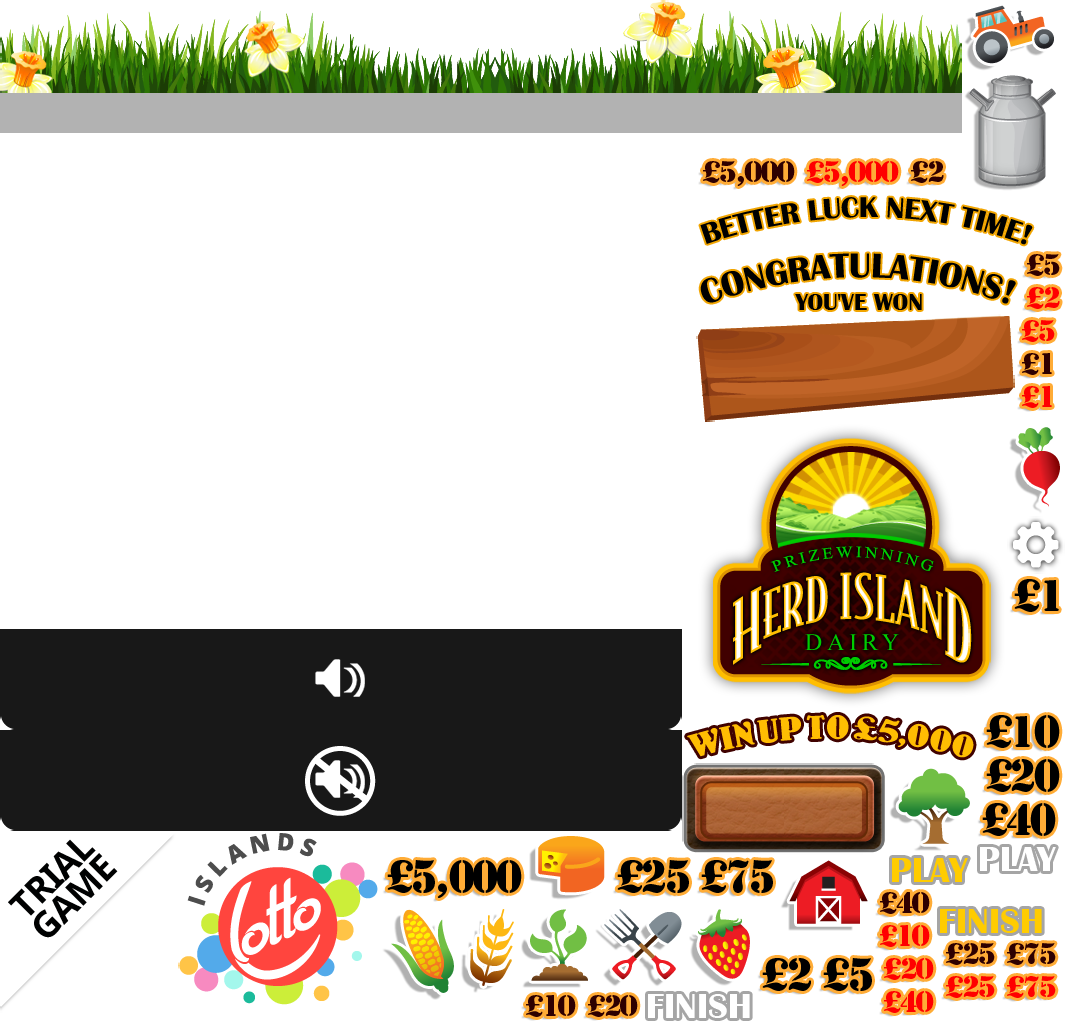 £5,000 £5,000 £2
BETTER LUCK NEXT TIME!
CONGRATULATIONS!
YOU'VE WON
£5
£2
£5
£1
£1
PRIZEWINNING
HERD ISLAND
DAIRY
£1
WIN UP TO £5,000
£10
£20
£40
TRIAL
GAME
ISLANDS
lotto
£5,000
£25 £75
PLAY PLAY
£40
£10
£20
£40
FINISH
£25 £75
£25 £75
£2 £5
£10 £20 FINISH